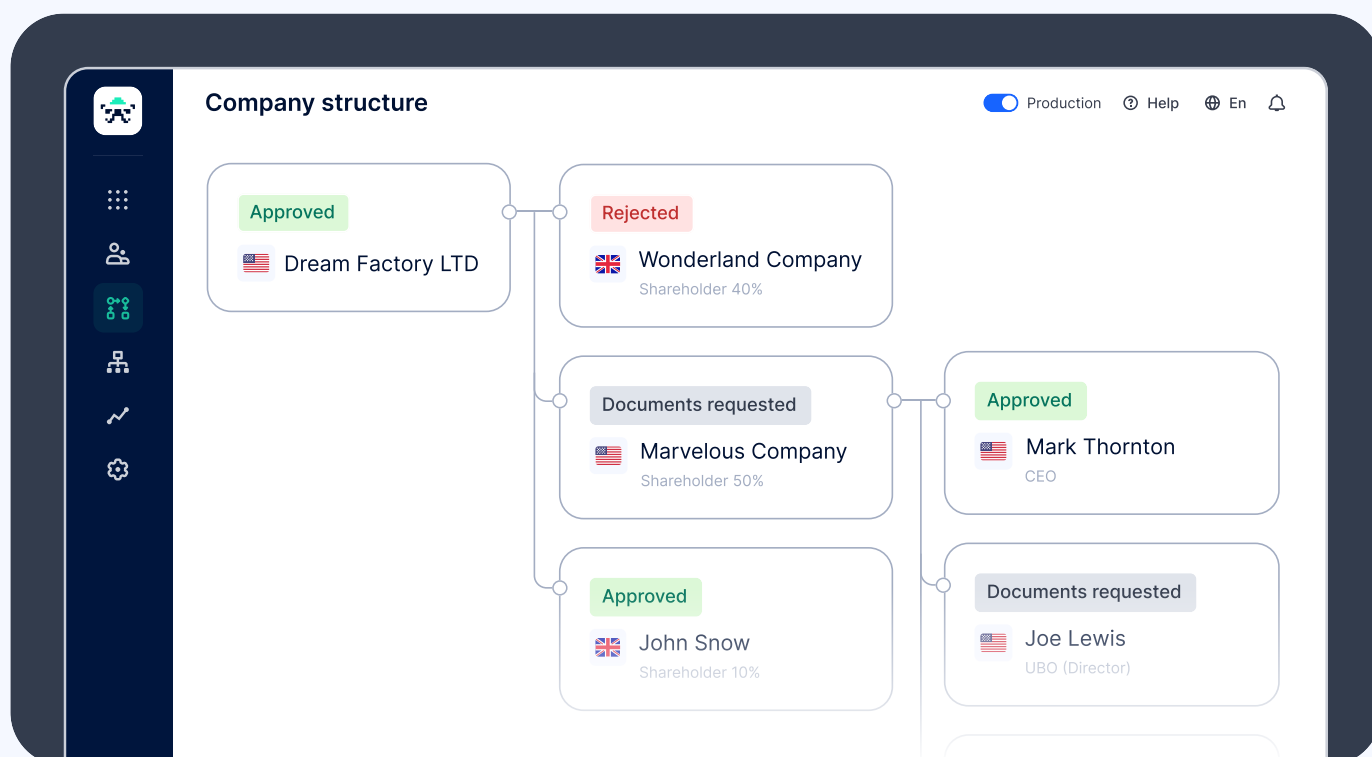 Company structure
Production
Help
En
Approved
Dream Factory LTD
Rejected
Wonderland Company
Shareholder 40%
Documents requested
Marvelous Company
Shareholder 50%
Approved
John Snow
Shareholder 10%
Approved
Mark Thornton
CEO
Documents requested
Joe Lewis
UBO (Director)